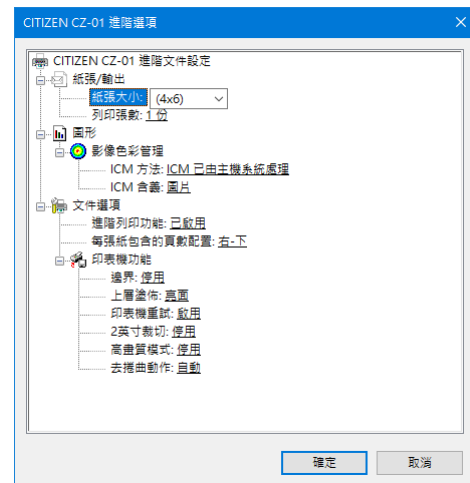 CITIZEN CZ-01 進階選項
CITIZEN CZ-01 進階文件設定
紙張/輸出
紙張大小: (4x6)
列印張數: 1 份
圖形
影像色彩管理
ICM 方法: ICM 已由主機系統處理
ICM 含義: 圖片
文件選項
進階列印功能: 已啟用
每張紙包含的頁數配置: 右-下
印表機功能
邊界: 停用
上層塗佈: 亮面
印表機重試: 啟用
2英寸裁切: 停用
高畫質模式: 停用
去捲曲動作: 自動
確定
取消